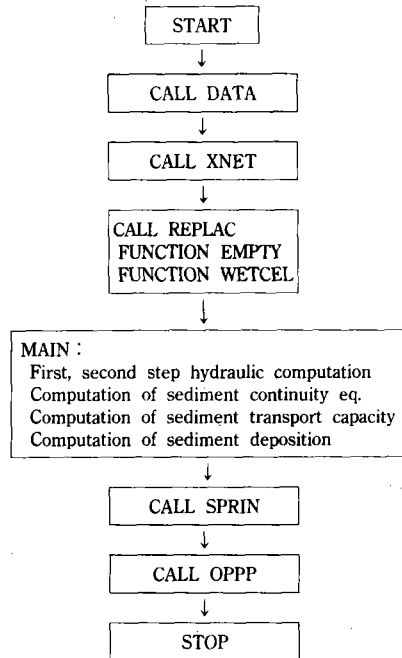 START
CALL DATA
CALL XNET
CALL REPLAC
FUNCTION EMPTY
FUNCTION WETCEL
MAIN :
First, second step hydraulic computation
Computation of sediment continuity eq.
Computation of sediment transport capacity
Computation of sediment deposition
CALL SPRIN
CALL OPPP
STOP